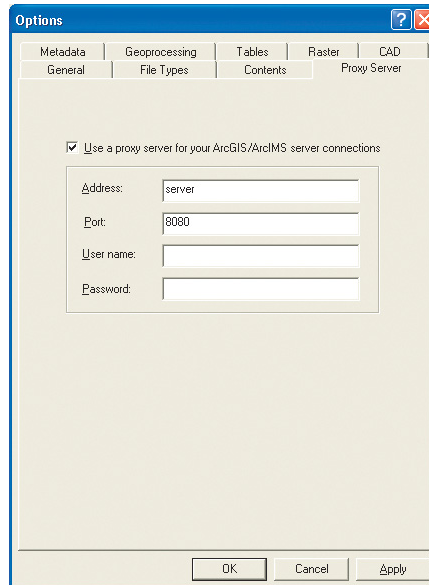 Options
Metadata Geoprocessing Tables Raster CAD
General File Types Contents Proxy Server
Use a proxy server for your ArcGIS/ArcIMS server connections
Address: server
Port: 8080
User name:
Password:
OK Cancel Apply